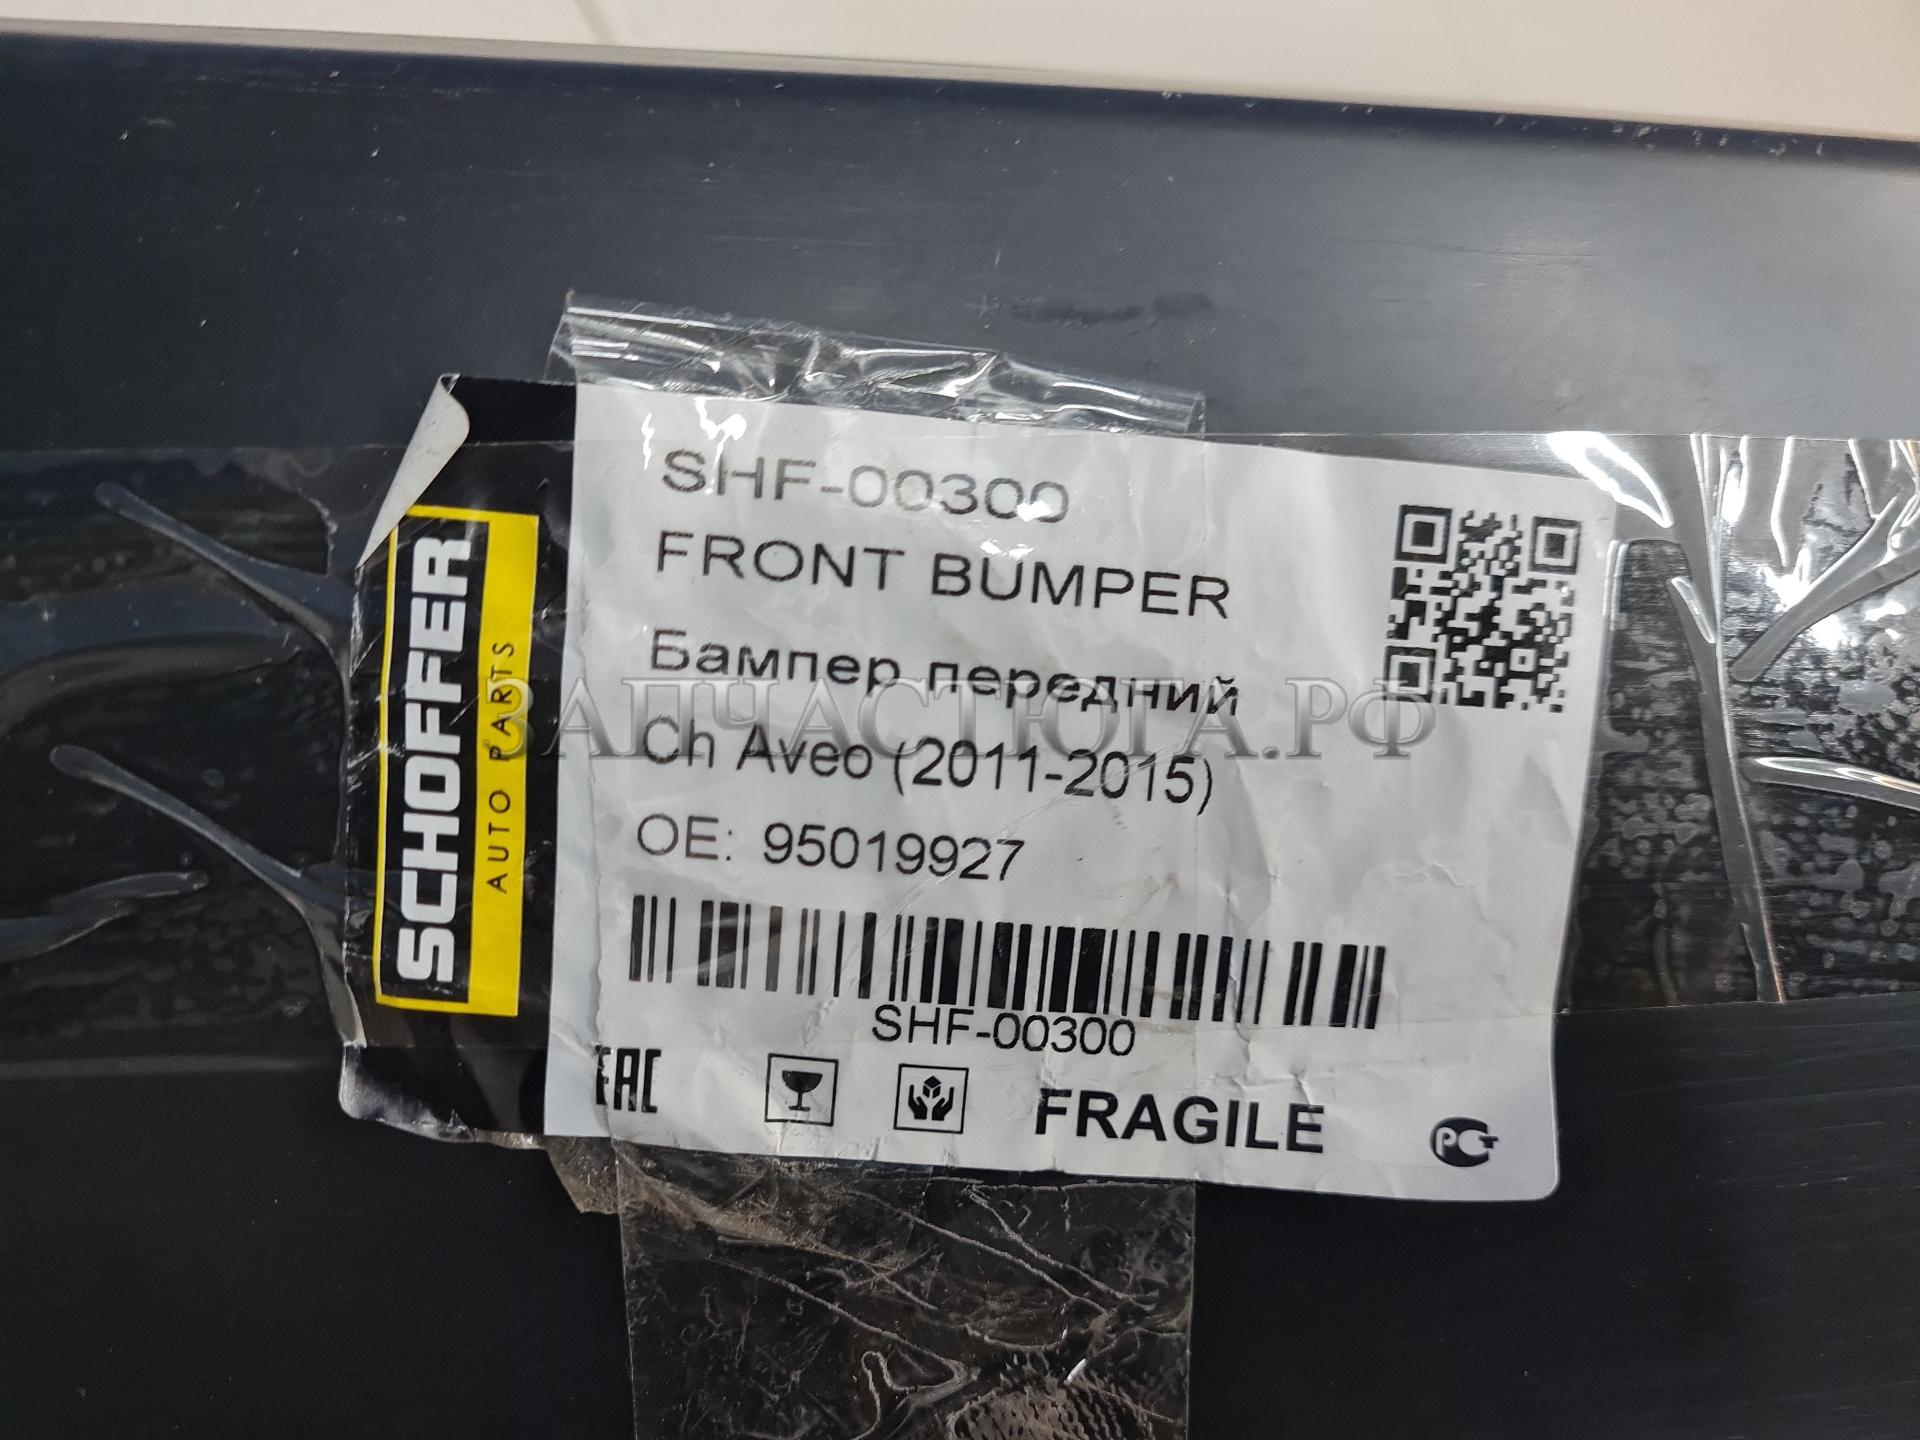 SHF-00300
FRONT BUMPER
Бампер передний
Ch Aveo (2011-2015)
OE: 95019927
SHF-00300
EAC
FRAGILE
РСТ
SCHOFFER
AUTO PARTS
ЗАПЧАСТЮГА.РФ